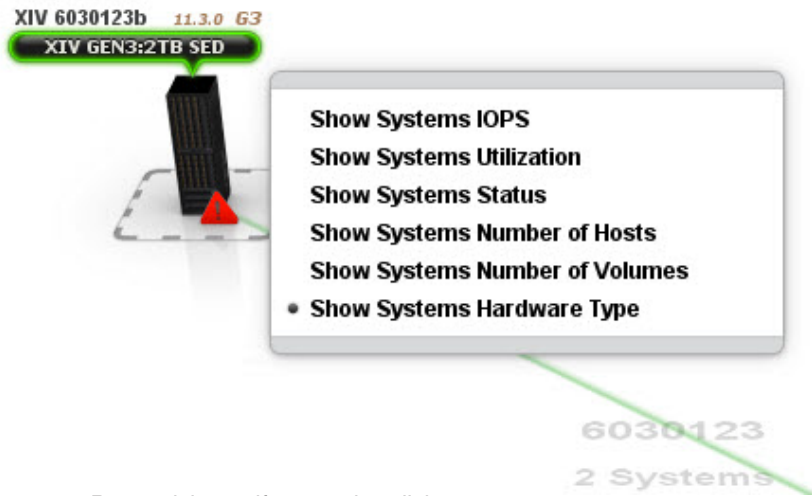 XIV 6030123b 11.3.0 G3
XIV GEN3:2TB SED
Show Systems IOPS
Show Systems Utilization
Show Systems Status
Show Systems Number of Hosts
Show Systems Number of Volumes
Show Systems Hardware Type
6030123
2 Systems